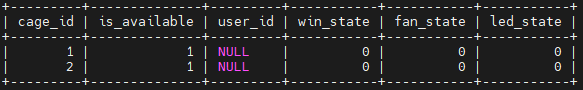 +---------+--------------+---------+-----------+-----------+-----------+
| cage_id | is_available | user_id | win_state | fan_state | led_state |
+---------+--------------+---------+-----------+-----------+-----------+
|       1 |            1 | NULL    |         0 |         0 |         0 |
|       2 |            1 | NULL    |         0 |         0 |         0 |
+---------+--------------+---------+-----------+-----------+-----------+